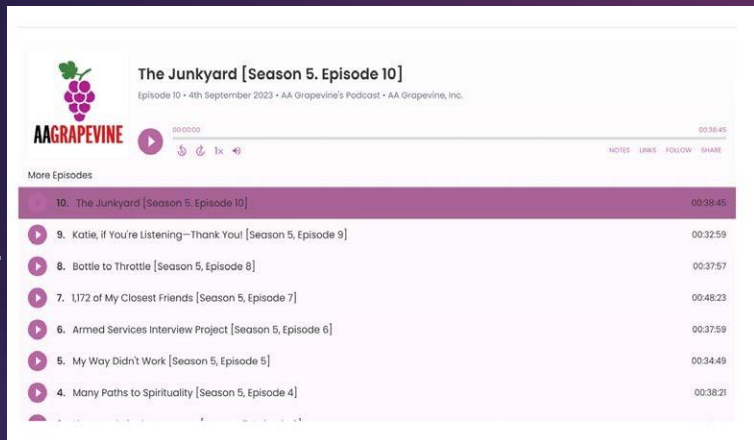 The Junkyard [Season 5. Episode 10]
Episode 10 • 4th September 2023 • AA Grapevine's Podcast • AA Grapevine, Inc.
AAGRAPEVINE
00:00:00 00:38:45
1x NOTES LINKS FOLLOW SHARE
More Episodes
10. The Junkyard [Season 5. Episode 10] 00:38:45
9. Katie, if You're Listening—Thank You! [Season 5, Episode 9] 00:32:59
8. Bottle to Throttle [Season 5, Episode 8] 00:37:57
7. 1,172 of My Closest Friends [Season 5, Episode 7] 00:48:23
6. Armed Services Interview Project [Season 5, Episode 6] 00:37:59
5. My Way Didn't Work [Season 5, Episode 5] 00:34:49
4. Many Paths to Spirituality [Season 5, Episode 4] 00:38:21